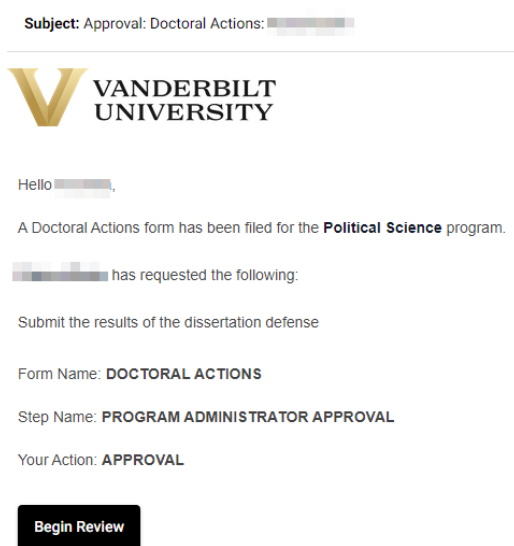 Subject: Approval: Doctoral Actions:
VANDERBILT
UNIVERSITY
Hello ,
A Doctoral Actions form has been filed for the Political Science program.
has requested the following:
Submit the results of the dissertation defense
Form Name: DOCTORAL ACTIONS
Step Name: PROGRAM ADMINISTRATOR APPROVAL
Your Action: APPROVAL
Begin Review